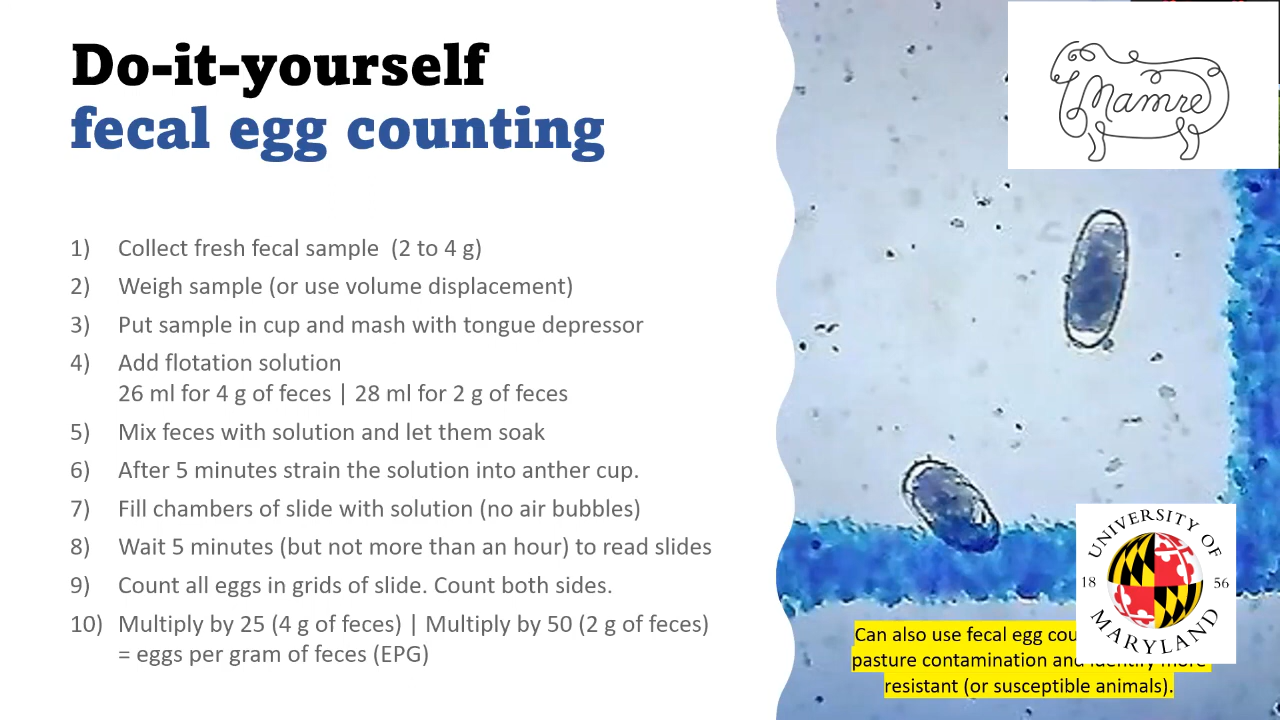 Do-it-yourself
fecal egg counting
1) Collect fresh fecal sample (2 to 4 g)
2) Weigh sample (or use volume displacement)
3) Put sample in cup and mash with tongue depressor
4) Add flotation solution
26 ml for 4 g of feces | 28 ml for 2 g of feces
5) Mix feces with solution and let them soak
6) After 5 minutes strain the solution into anther cup.
7) Fill chambers of slide with solution (no air bubbles)
8) Wait 5 minutes (but not more than an hour) to read slides
9) Count all eggs in grids of slide. Count both sides.
10) Multiply by 25 (4 g of feces) | Multiply by 50 (2 g of feces)
= eggs per gram of feces (EPG)
Mamre
UNIVERSITY OF
18 56
MARYLAND
Can also use fecal egg
pasture contamination and identify more
resistant (or susceptible animals).